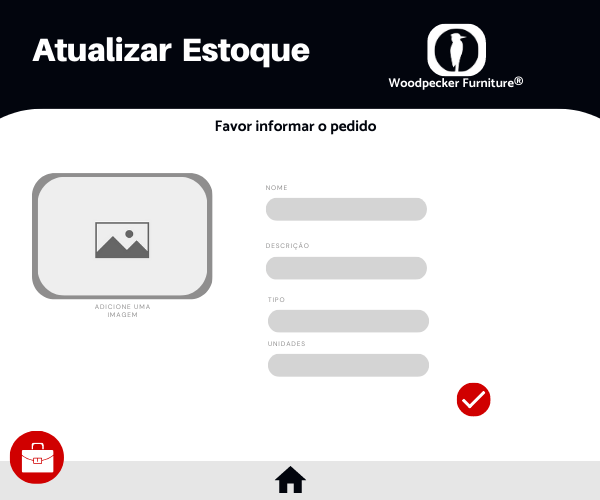 Atualizar Estoque
Woodpecker Furniture®
Favor informar o pedido
NOME
DESCRIÇÃO
TIPO
UNIDADES
ADICIONE UMA
IMAGEM